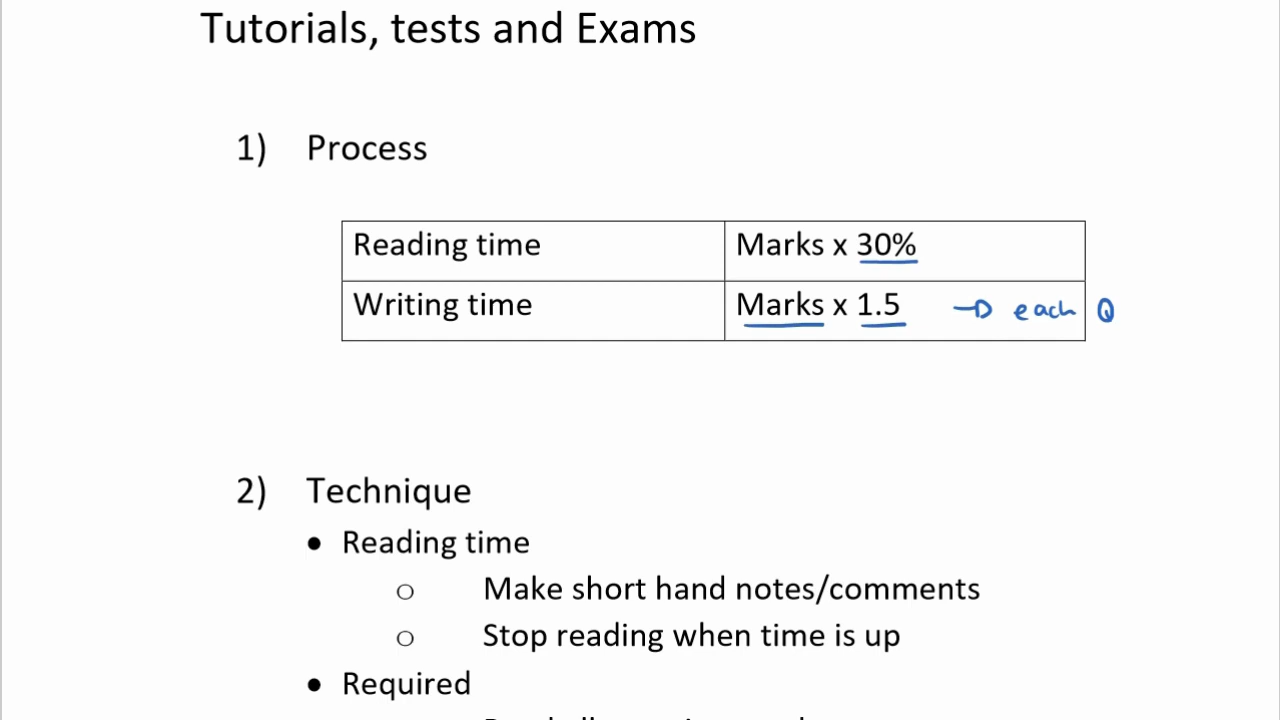 Tutorials, tests and Exams
1) Process
Reading time Marks x 30%
Writing time Marks x 1.5 → each Q
2) Technique
• Reading time
o Make short hand notes/comments
o Stop reading when time is up
• Required